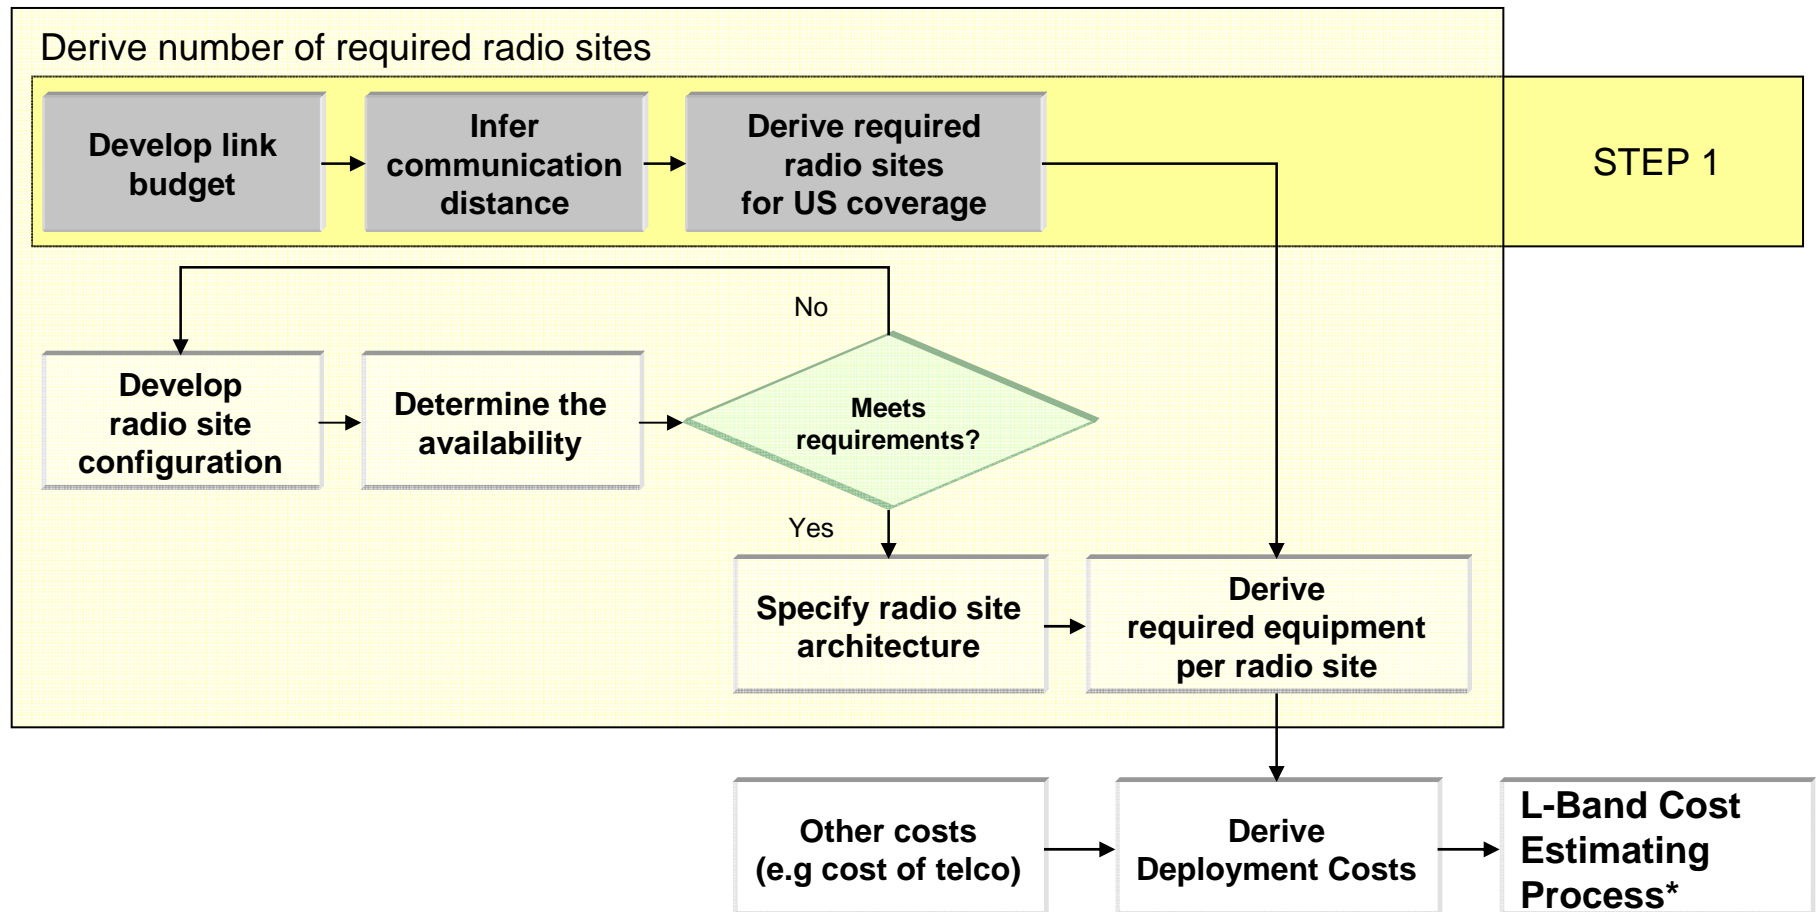 Derive number of required radio sites
Develop link
budget
Infer
communication
distance
Derive required
radio sites
for US coverage
STEP 1
No
Develop
radio site
configuration
Determine the
availability
Meets
requirements?
Yes
Specify radio site
architecture
Derive
required equipment
per radio site
Other costs
(e.g cost of telco)
Derive
Deployment Costs
L-Band Cost
Estimating
Process*